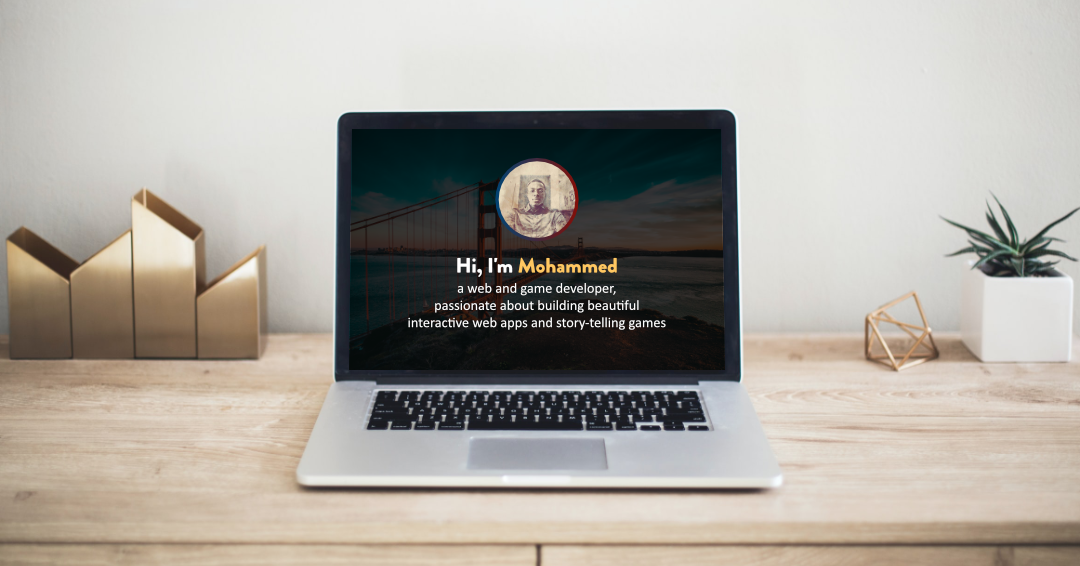 Hi, I'm Mohammed
a web and game developer,
passionate about building beautiful
interactive web apps and story-telling games